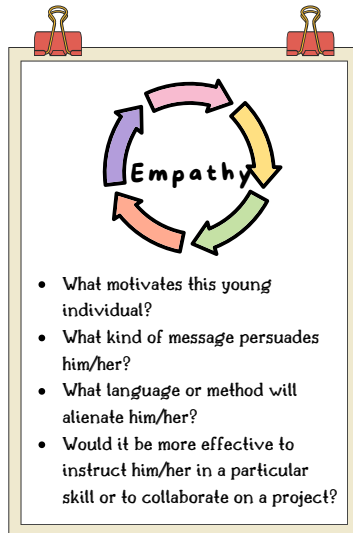 Empathy
• What motivates this young
individual?
• What kind of message persuades
him/her?
• What language or method will
alienate him/her?
• Would it be more effective to
instruct him/her in a particular
skill or to collaborate on a project?